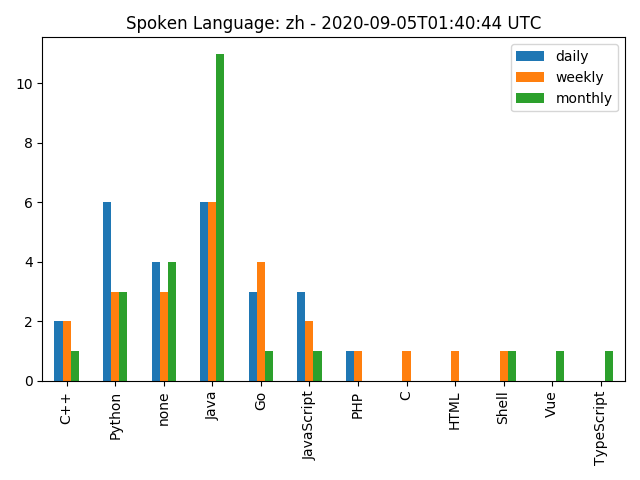 Spoken Language: zh - 2020-09-05T01:40:44 UTC
daily
weekly
monthly
10
8
6
4
2
0
C++
Python
none
Java
Go
JavaScript
PHP
C
HTML
Shell
Vue
TypeScript